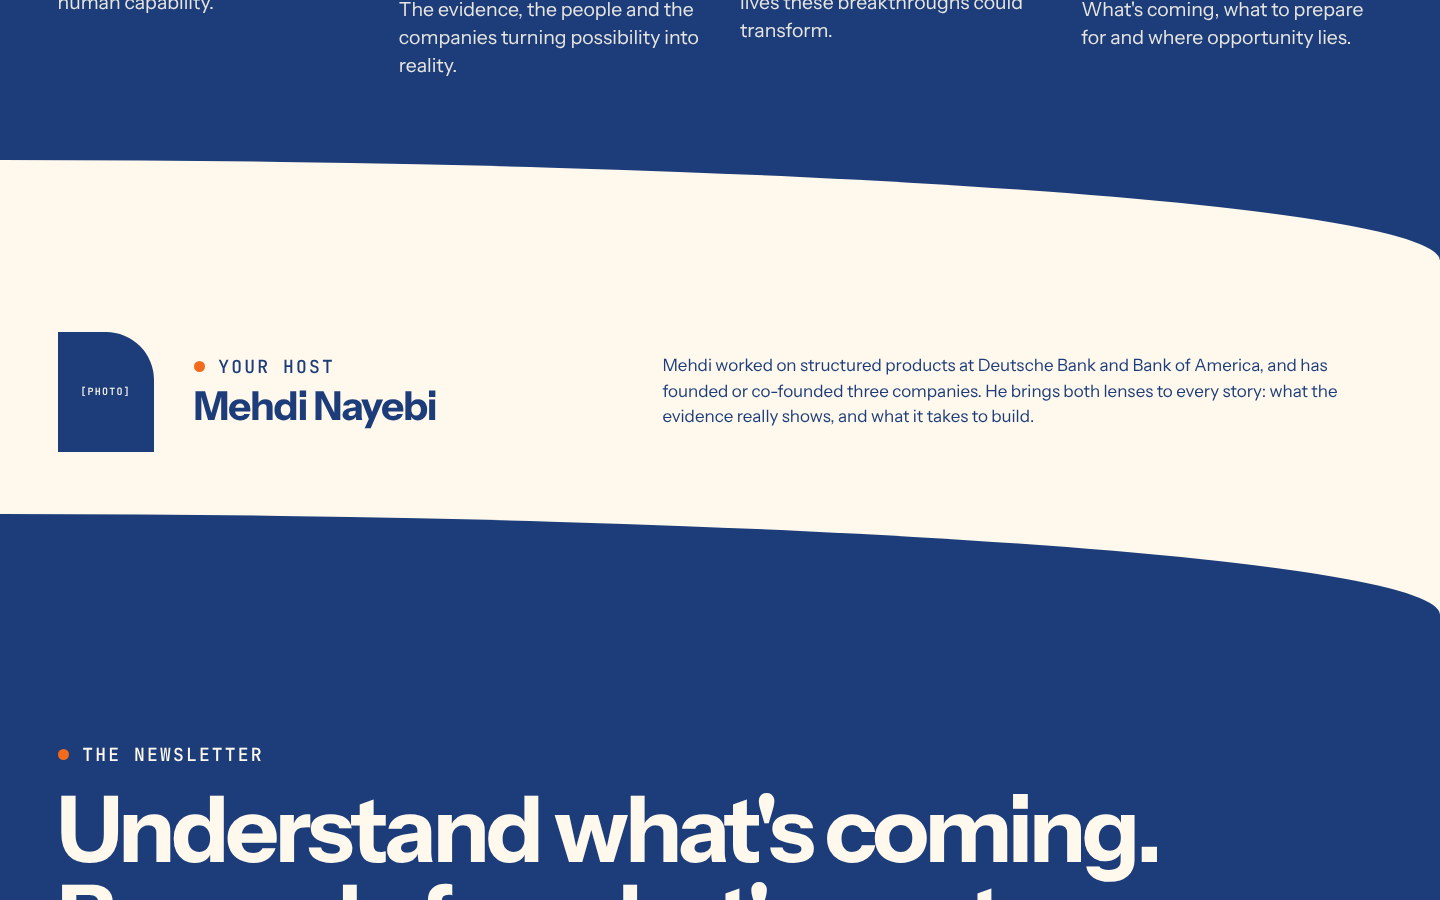 human capability.
The evidence, the people and the
companies turning possibility into
reality.
lives these breakthroughs could
transform.
What's coming, what to prepare
for and where opportunity lies.
[PHOTO]
YOUR HOST
Mehdi Nayebi
Mehdi worked on structured products at Deutsche Bank and Bank of America, and has
founded or co-founded three companies. He brings both lenses to every story: what the
evidence really shows, and what it takes to build.
THE NEWSLETTER
Understand what's coming.